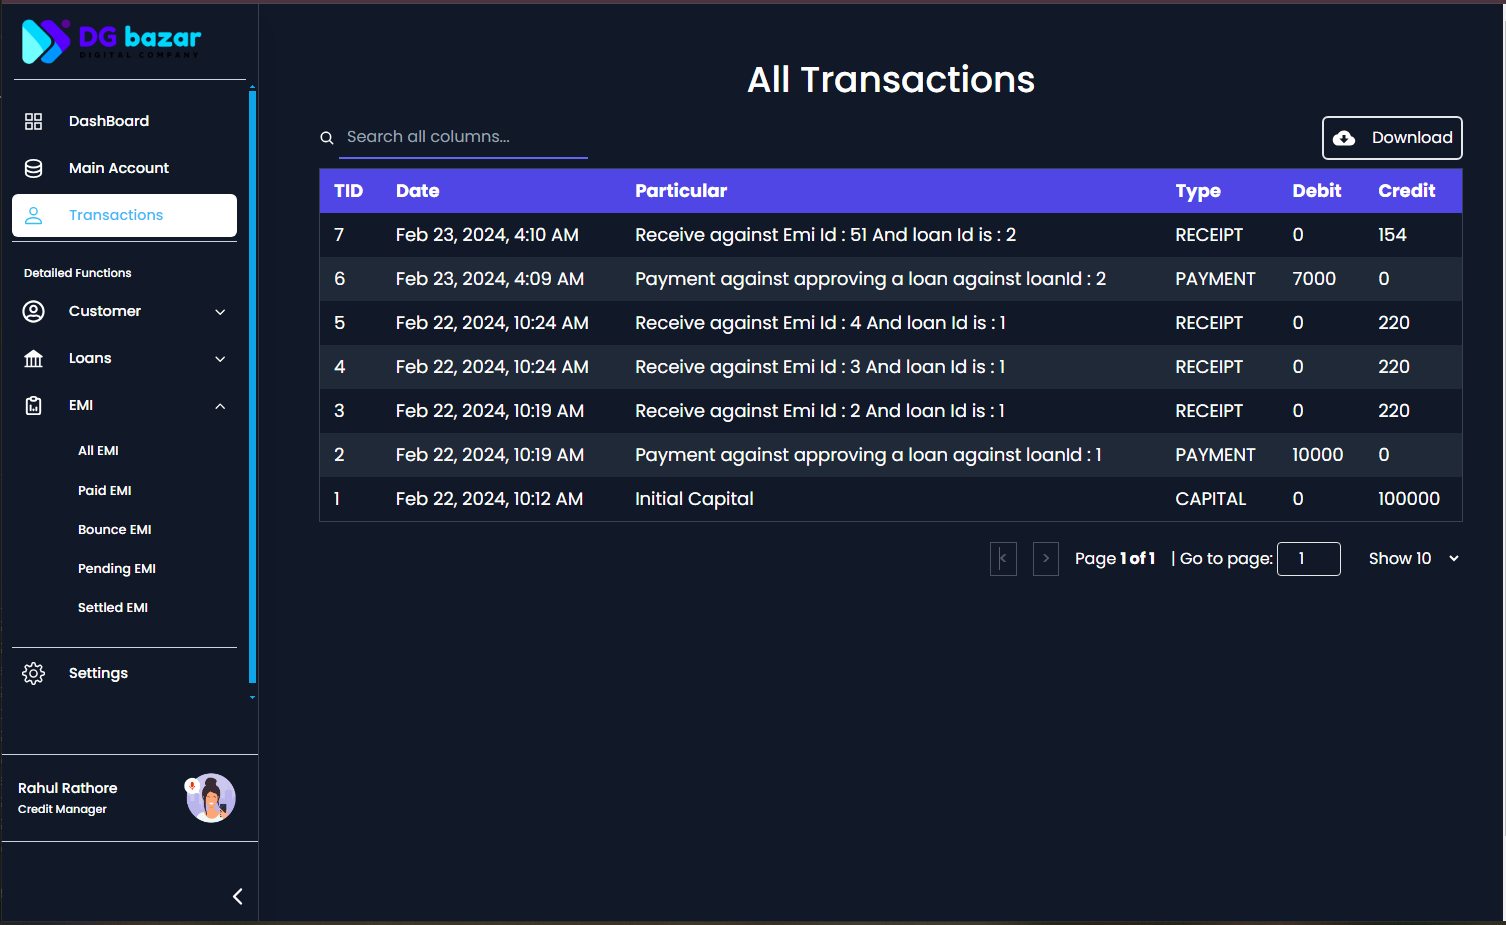 DG bazar
DIGITAL COMPANY
DashBoard
Main Account
Transactions
Detailed Functions
Customer
Loans
EMI
All EMI
Paid EMI
Bounce EMI
Pending EMI
Settled EMI
Settings
Rahul Rathore
Credit Manager
All Transactions
Search all columns...
Download
TID Date Particular Type Debit Credit
7 Feb 23, 2024, 4:10 AM Receive against Emi Id : 51 And loan Id is : 2 RECEIPT 0 154
6 Feb 23, 2024, 4:09 AM Payment against approving a loan against loanId : 2 PAYMENT 7000 0
5 Feb 22, 2024, 10:24 AM Receive against Emi Id : 4 And loan Id is : 1 RECEIPT 0 220
4 Feb 22, 2024, 10:24 AM Receive against Emi Id : 3 And loan Id is : 1 RECEIPT 0 220
3 Feb 22, 2024, 10:19 AM Receive against Emi Id : 2 And loan Id is : 1 RECEIPT 0 220
2 Feb 22, 2024, 10:19 AM Payment against approving a loan against loanId : 1 PAYMENT 10000 0
1 Feb 22, 2024, 10:12 AM Initial Capital CAPITAL 0 100000
|< > Page 1 of 1 | Go to page: 1 Show 10